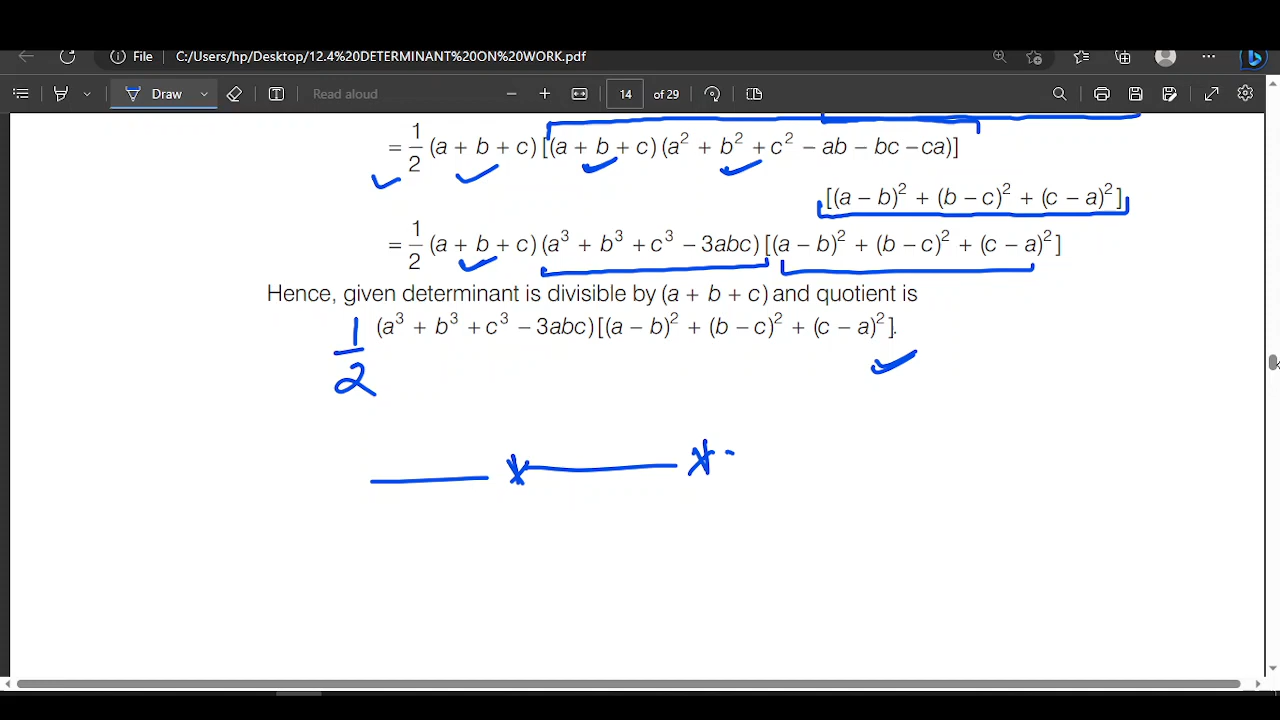 File C:/Users/hp/Desktop/12.4%20DETERMINANT%20ON%20WORK.pdf
Draw Read aloud 14 of 29
= 1/2 (a + b + c) [(a + b + c) (a² + b² + c² − ab − bc − ca)]
[(a − b)² + (b − c)² + (c − a)²]
= 1/2 (a + b + c) (a³ + b³ + c³ − 3abc) [(a − b)² + (b − c)² + (c − a)²]
Hence, given determinant is divisible by (a + b + c) and quotient is
1/2 (a³ + b³ + c³ − 3abc)[(a − b)² + (b − c)² + (c − a)²].